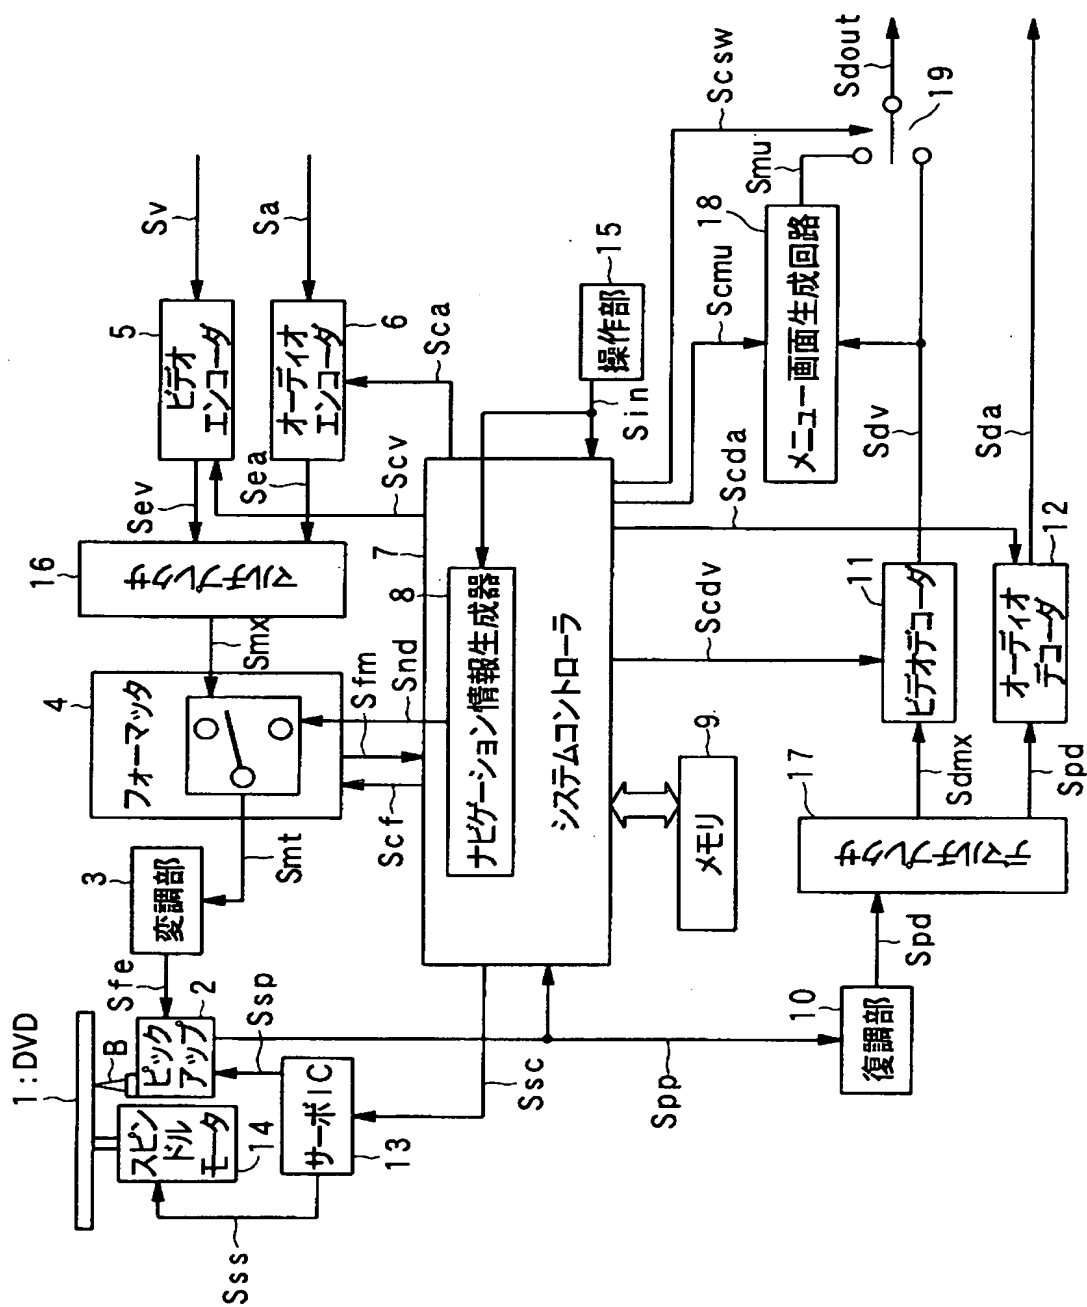 1:DVD
B
ピック
アップ
2
スピン
ドル
モータ
14
サーボIC
13
Sss
Ssp
Ssc
Spp
Sfe
変調部
3
Smt
フォーマッタ
4
Scf
Sfm
Snd
Smx
マルチプレクサ
16
Sev
Sea
ビデオ
エンコーダ
5
オーディオ
エンコーダ
6
Sv
Sa
Scv
Sca
システムコントローラ
7
ナビゲーション情報生成器
8
メモリ
9
操作部
15
Sin
復調部
10
Spd
デマルチプレクサ
17
Sdmx
Spd
ビデオデコーダ
11
オーディオ
デコーダ
12
Scdv
Scda
Scmu
Scsw
メニュー画面生成回路
18
Smu
19
Sdv
Sda
Sdout